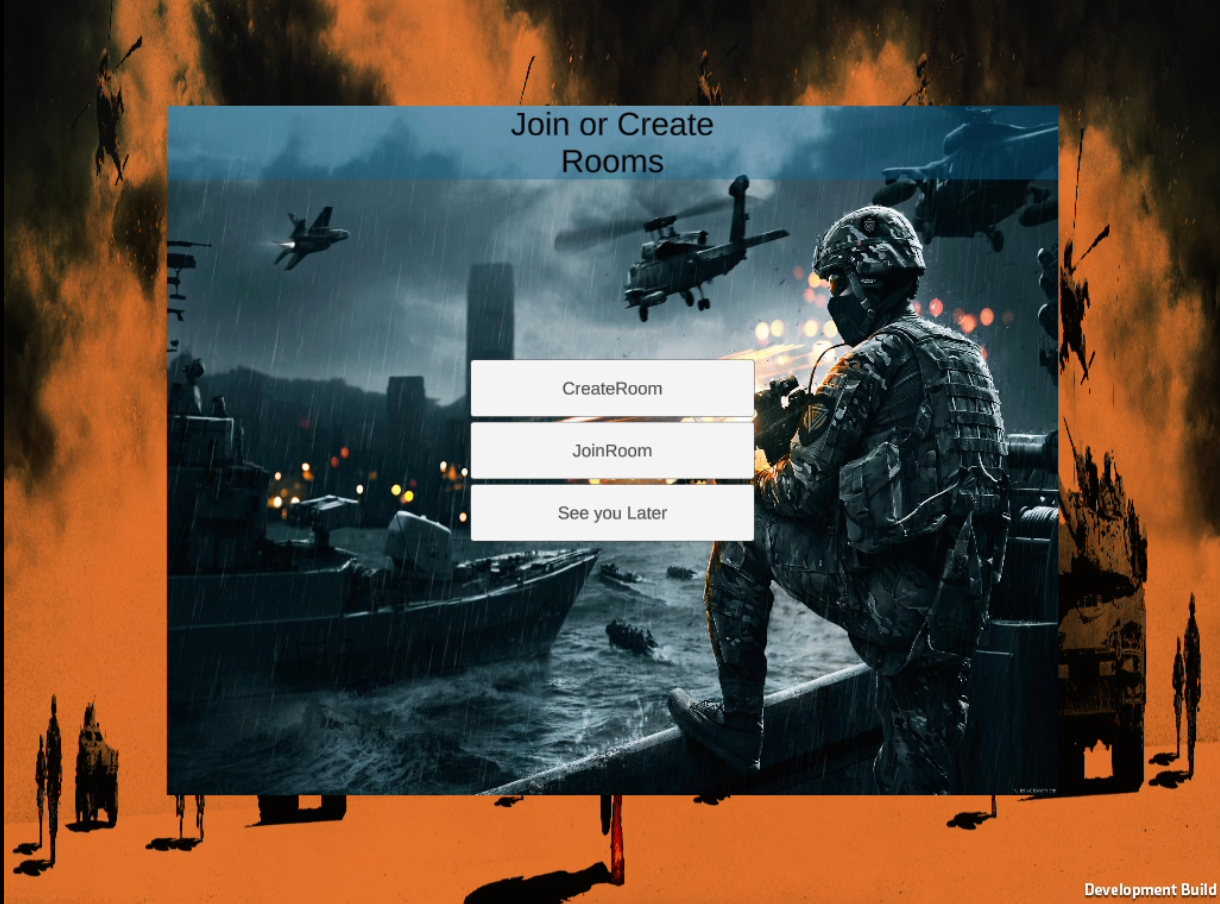 Join or Create
Rooms
CreateRoom
JoinRoom
See you Later
Development Build